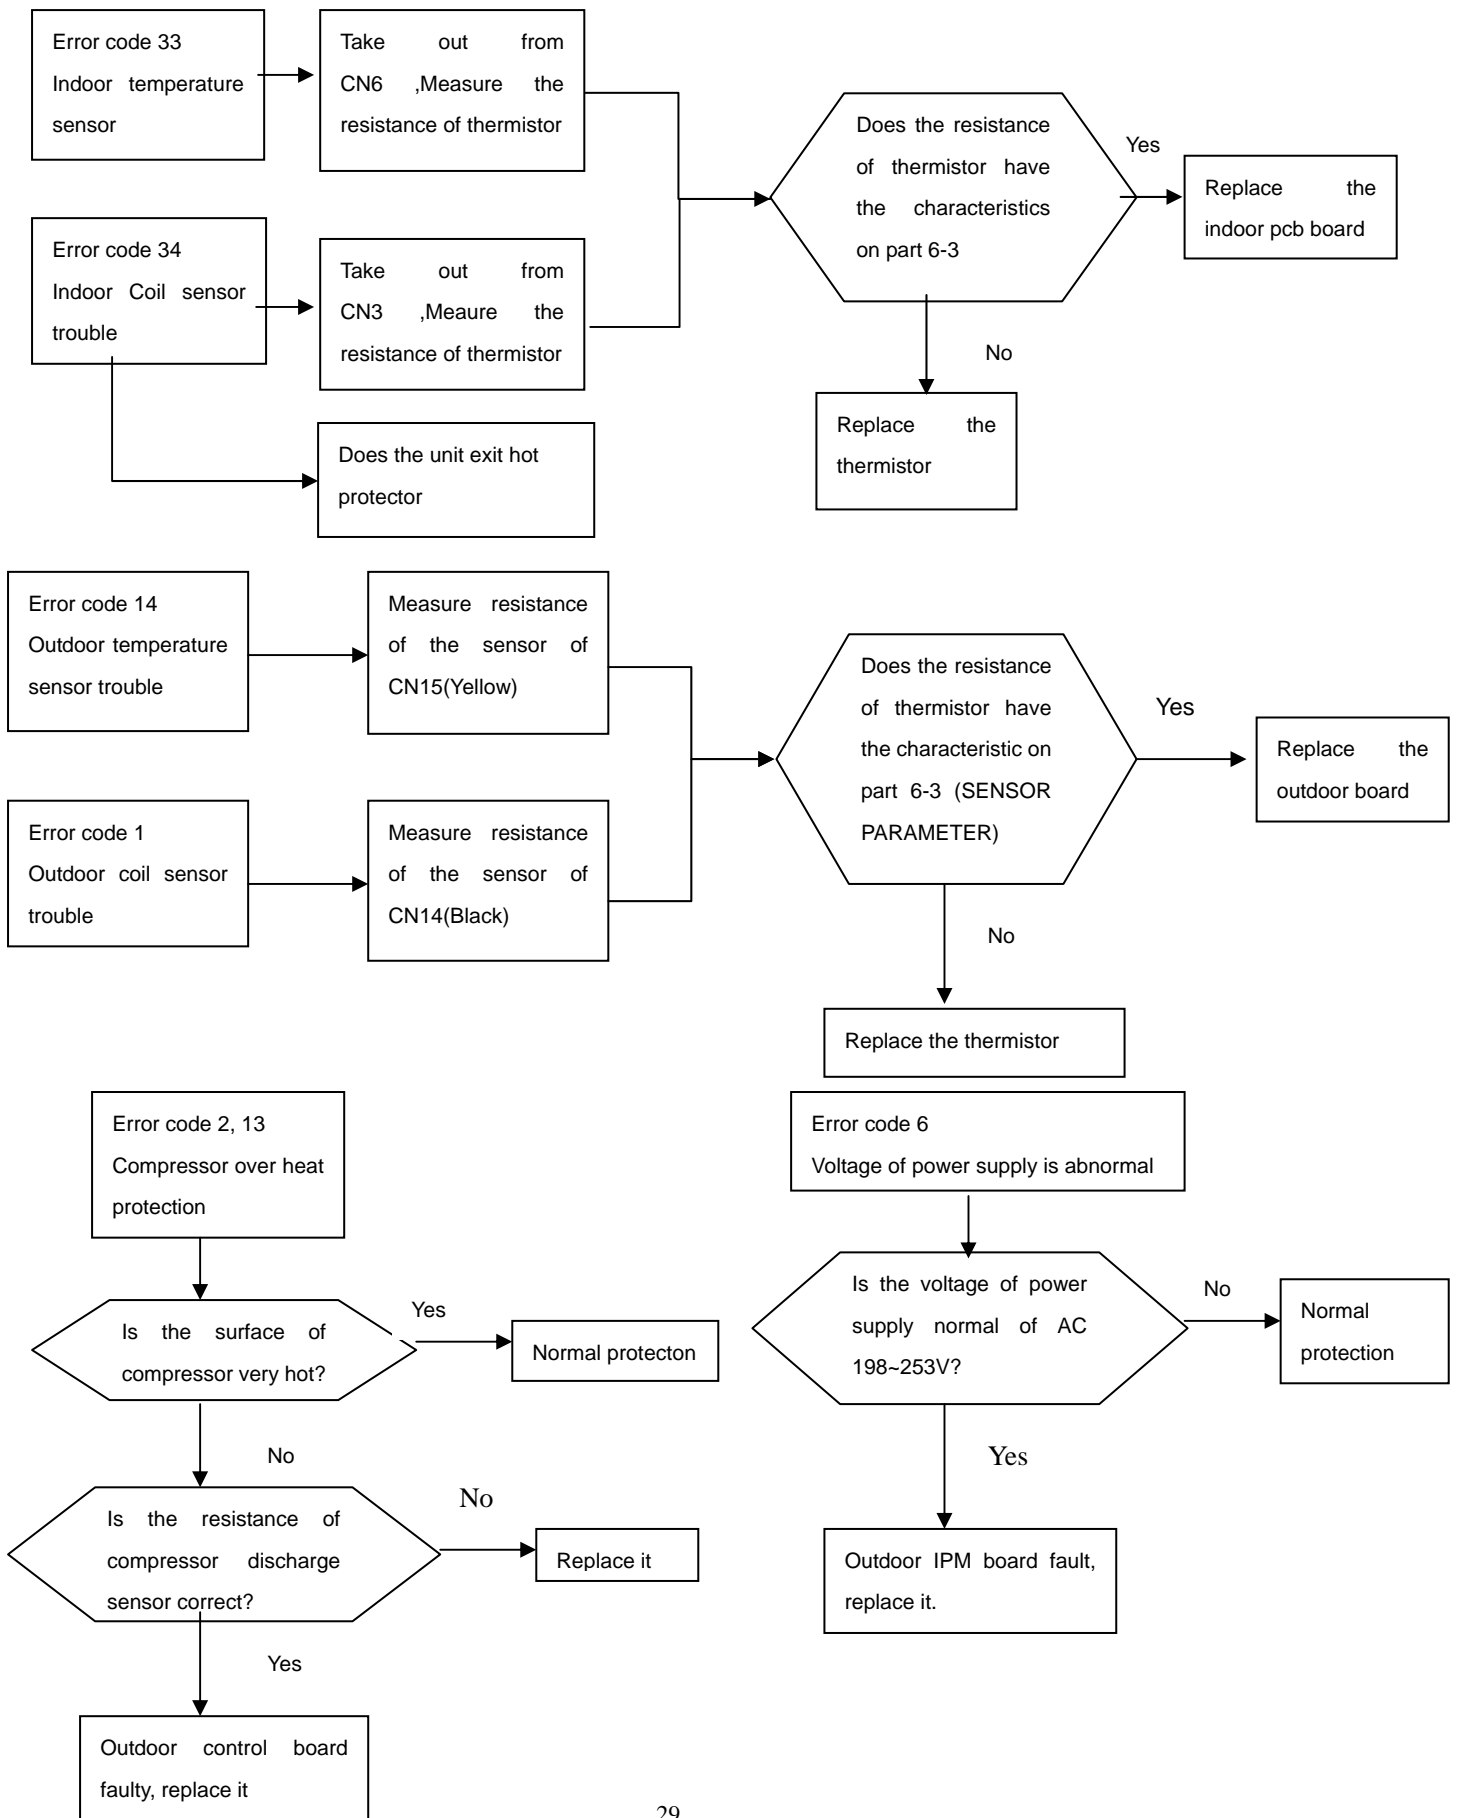 Error code 33
Indoor temperature
sensor
Take out from
CN6 ,Measure the
resistance of thermistor
Does the resistance
of thermistor have
the characteristics
on part 6-3
Yes
Replace the
indoor pcb board
Error code 34
Indoor Coil sensor
trouble
Take out from
CN3 ,Meaure the
resistance of thermistor
No
Replace the
thermistor
Does the unit exit hot
protector
Error code 14
Outdoor temperature
sensor trouble
Measure resistance
of the sensor of
CN15(Yellow)
Does the resistance
of thermistor have
the characteristic on
part 6-3 (SENSOR
PARAMETER)
Yes
Replace the
outdoor board
Error code 1
Outdoor coil sensor
trouble
Measure resistance
of the sensor of
CN14(Black)
No
Replace the thermistor
Error code 2, 13
Compressor over heat
protection
Is the surface of
compressor very hot?
Yes
Normal protecton
No
Is the resistance of
compressor discharge
sensor correct?
No
Replace it
Yes
Outdoor control board
faulty, replace it
Error code 6
Voltage of power supply is abnormal
Is the voltage of power
supply normal of AC
198~253V?
No
Normal
protection
Yes
Outdoor IPM board fault,
replace it.
29